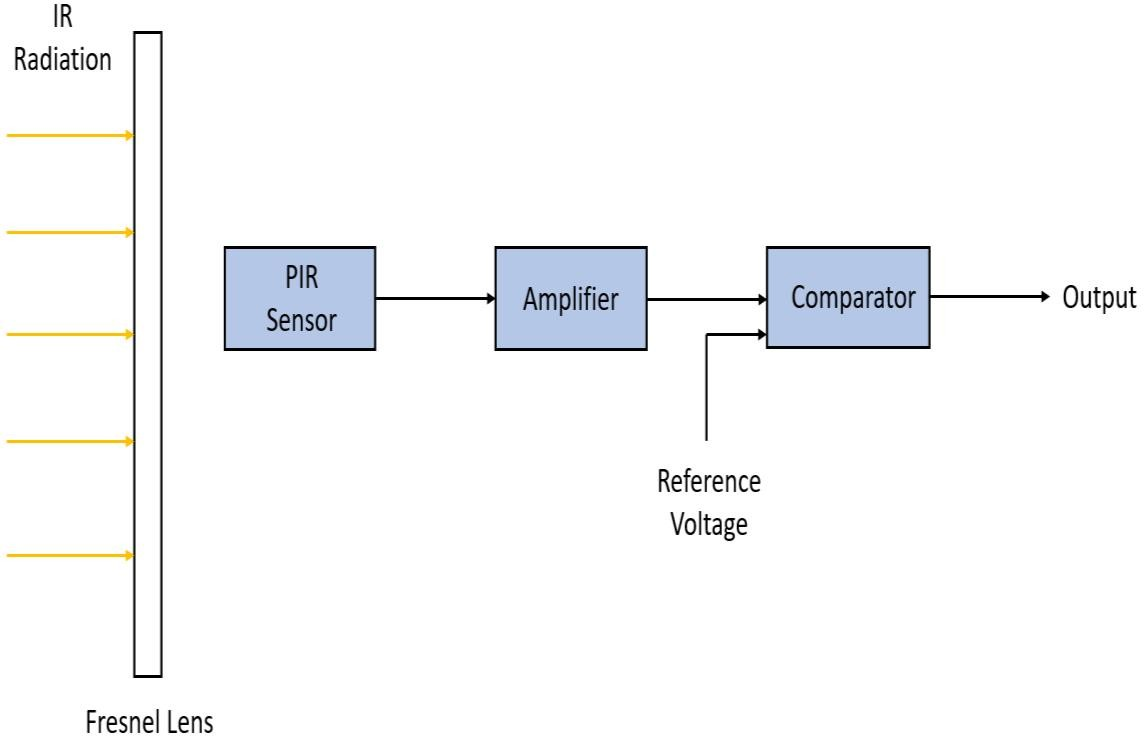 IR
Radiation
PIR
Sensor
Amplifier
Comparator
Output
Reference
Voltage
Fresnel Lens